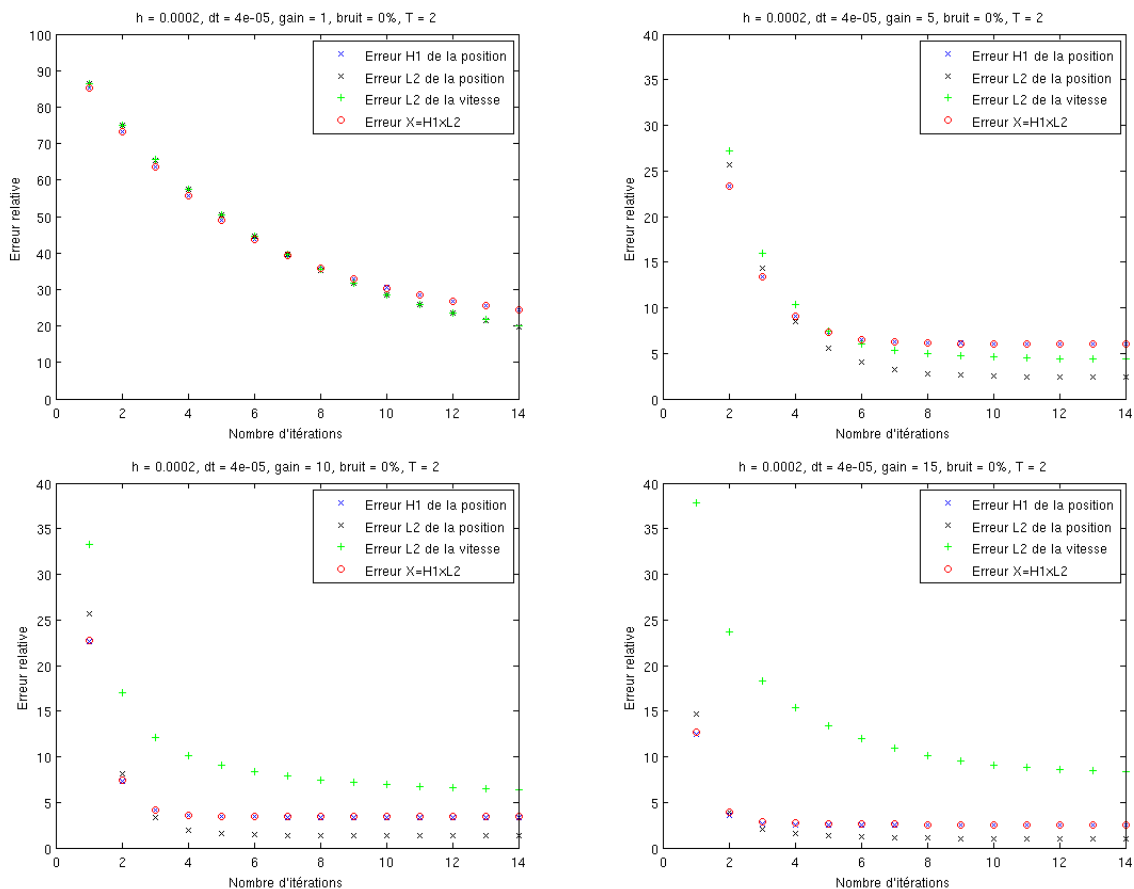 h = 0.0002, dt = 4e-05, gain = 1, bruit = 0%, T = 2
100
90
80
70
60
50
40
30
20
10
0
Erreur relative
Erreur H1 de la position
Erreur L2 de la position
Erreur L2 de la vitesse
Erreur X=H1xL2
0 2 4 6 8 10 12 14
Nombre d'itérations
h = 0.0002, dt = 4e-05, gain = 5, bruit = 0%, T = 2
40
35
30
25
20
15
10
5
0
Erreur relative
Erreur H1 de la position
Erreur L2 de la position
Erreur L2 de la vitesse
Erreur X=H1xL2
0 2 4 6 8 10 12 14
Nombre d'itérations
h = 0.0002, dt = 4e-05, gain = 10, bruit = 0%, T = 2
40
35
30
25
20
15
10
5
0
Erreur relative
Erreur H1 de la position
Erreur L2 de la position
Erreur L2 de la vitesse
Erreur X=H1xL2
0 2 4 6 8 10 12 14
Nombre d'itérations
h = 0.0002, dt = 4e-05, gain = 15, bruit = 0%, T = 2
40
35
30
25
20
15
10
5
0
Erreur relative
Erreur H1 de la position
Erreur L2 de la position
Erreur L2 de la vitesse
Erreur X=H1xL2
0 2 4 6 8 10 12 14
Nombre d'itérations